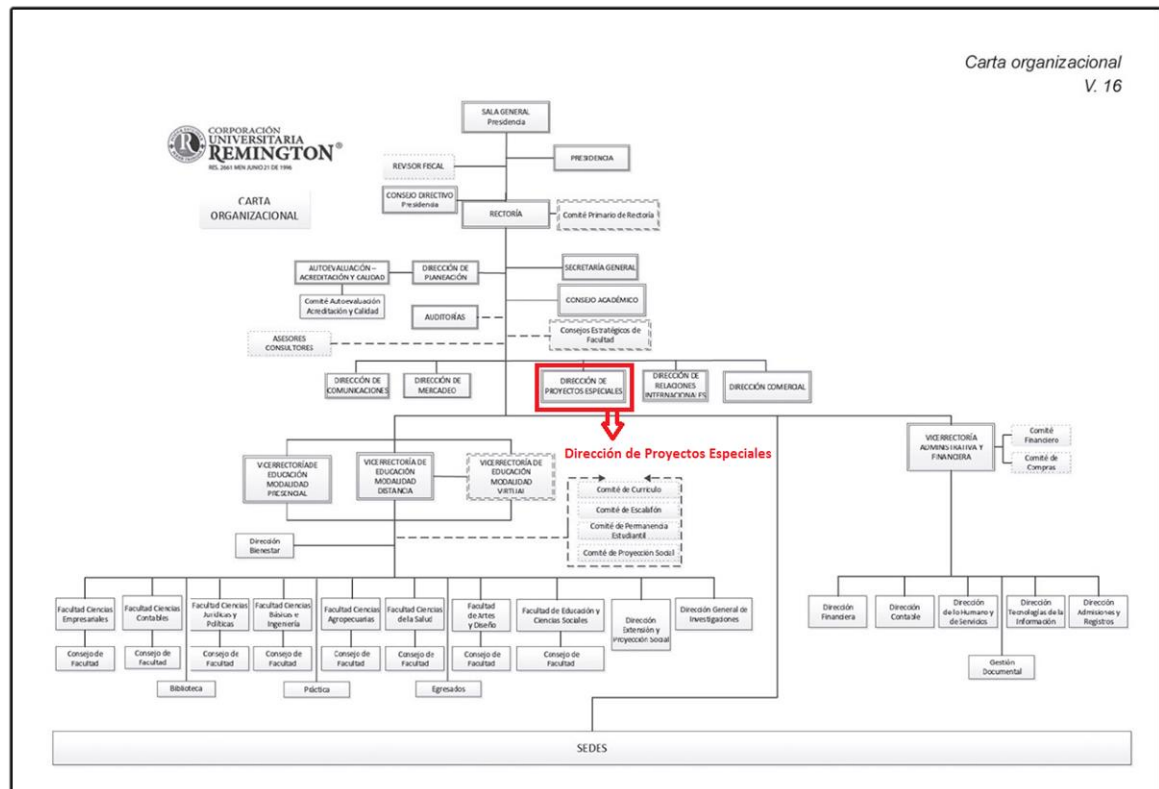 Carta organizacional
V. 16
CORPORACIÓN
UNIVERSITARIA
REMINGTON®
RES. 2661 MEN JUNIO 21 DE 1996
CARTA
ORGANIZACIONAL
SALA GENERAL
Presidencia
PRESIDENCIA
REVISOR FISCAL
CONSEJO DIRECTIVO
Presidencia
RECTORÍA
Comité Primario de Rectoría
AUTOEVALUACIÓN –
ACREDITACIÓN Y CALIDAD
DIRECCIÓN DE
PLANEACIÓN
SECRETARÍA GENERAL
Comité Autoevaluación
Acreditación y Calidad
CONSEJO ACADÉMICO
AUDITORÍAS
ASESORES
CONSULTORES
Consejos Estratégicos de
Facultad
DIRECCIÓN DE
COMUNICACIONES
DIRECCIÓN DE
MERCADEO
DIRECCIÓN DE
PROYECTOS ESPECIALES
DIRECCIÓN DE
RELACIONES
INTERNACIONALES
DIRECCIÓN COMERCIAL
Dirección de Proyectos Especiales
VICERRECTORÍA DE
EDUCACIÓN
MODALIDAD
PRESENCIAL
VICERRECTORÍA DE
EDUCACIÓN
MODALIDAD
DISTANCIA
VICERRECTORÍA DE
EDUCACIÓN
MODALIDAD
VIRTUAL
VICERRECTORÍA
ADMINISTRATIVA Y
FINANCIERA
Comité
Financiero
Comité de
Compras
Comité de Currículo
Comité de Escalafón
Comité de Permanencia
Estudiantil
Comité de Proyección Social
Dirección
Bienestar
Facultad Ciencias
Empresariales
Facultad Ciencias
Contables
Facultad Ciencias
Jurídicas y
Políticas
Facultad Ciencias
Básicas e
Ingeniería
Facultad Ciencias
Agropecuarias
Facultad Ciencias
de la Salud
Facultad
de Artes
y Diseño
Facultad de Educación y
Ciencias Sociales
Dirección
Extensión y
Proyección Social
Dirección General de
Investigaciones
Dirección
Financiera
Dirección
Contable
Dirección
de lo Humano y
de Servicios
Dirección
Tecnologías de la
Información
Dirección
Admisiones y
Registros
Consejo de
Facultad
Consejo de
Facultad
Consejo de
Facultad
Consejo de
Facultad
Consejo de
Facultad
Consejo de
Facultad
Consejo de
Facultad
Consejo de
Facultad
Gestión
Documental
Biblioteca
Práctica
Egresados
SEDES